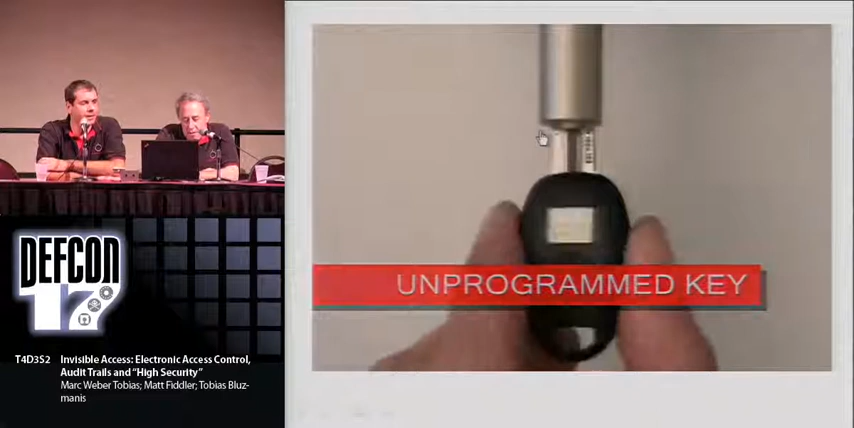 DEFCON
17
T4D3S2 Invisible Access: Electronic Access Control,
Audit Trails and “High Security”
Marc Weber Tobias; Matt Fiddler; Tobias Bluz-
manis
UNPROGRAMMED KEY